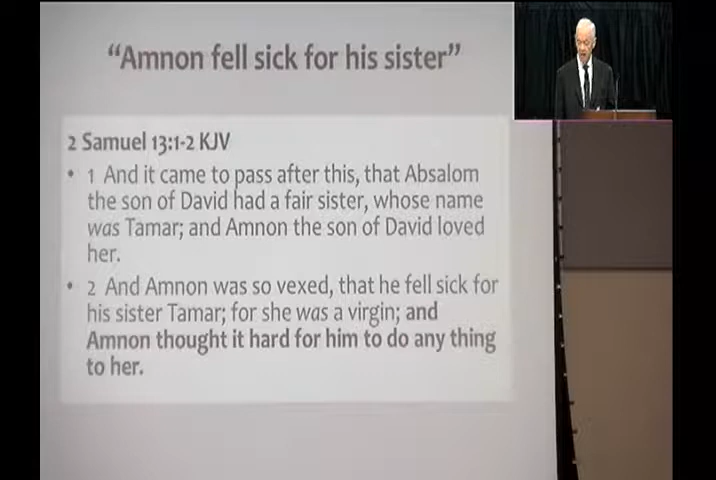 “Amnon fell sick for his sister”
2 Samuel 13:1-2 KJV
• 1 And it came to pass after this, that Absalom
the son of David had a fair sister, whose name
was Tamar; and Amnon the son of David loved
her.
• 2 And Amnon was so vexed, that he fell sick for
his sister Tamar; for she was a virgin; and
Amnon thought it hard for him to do any thing
to her.